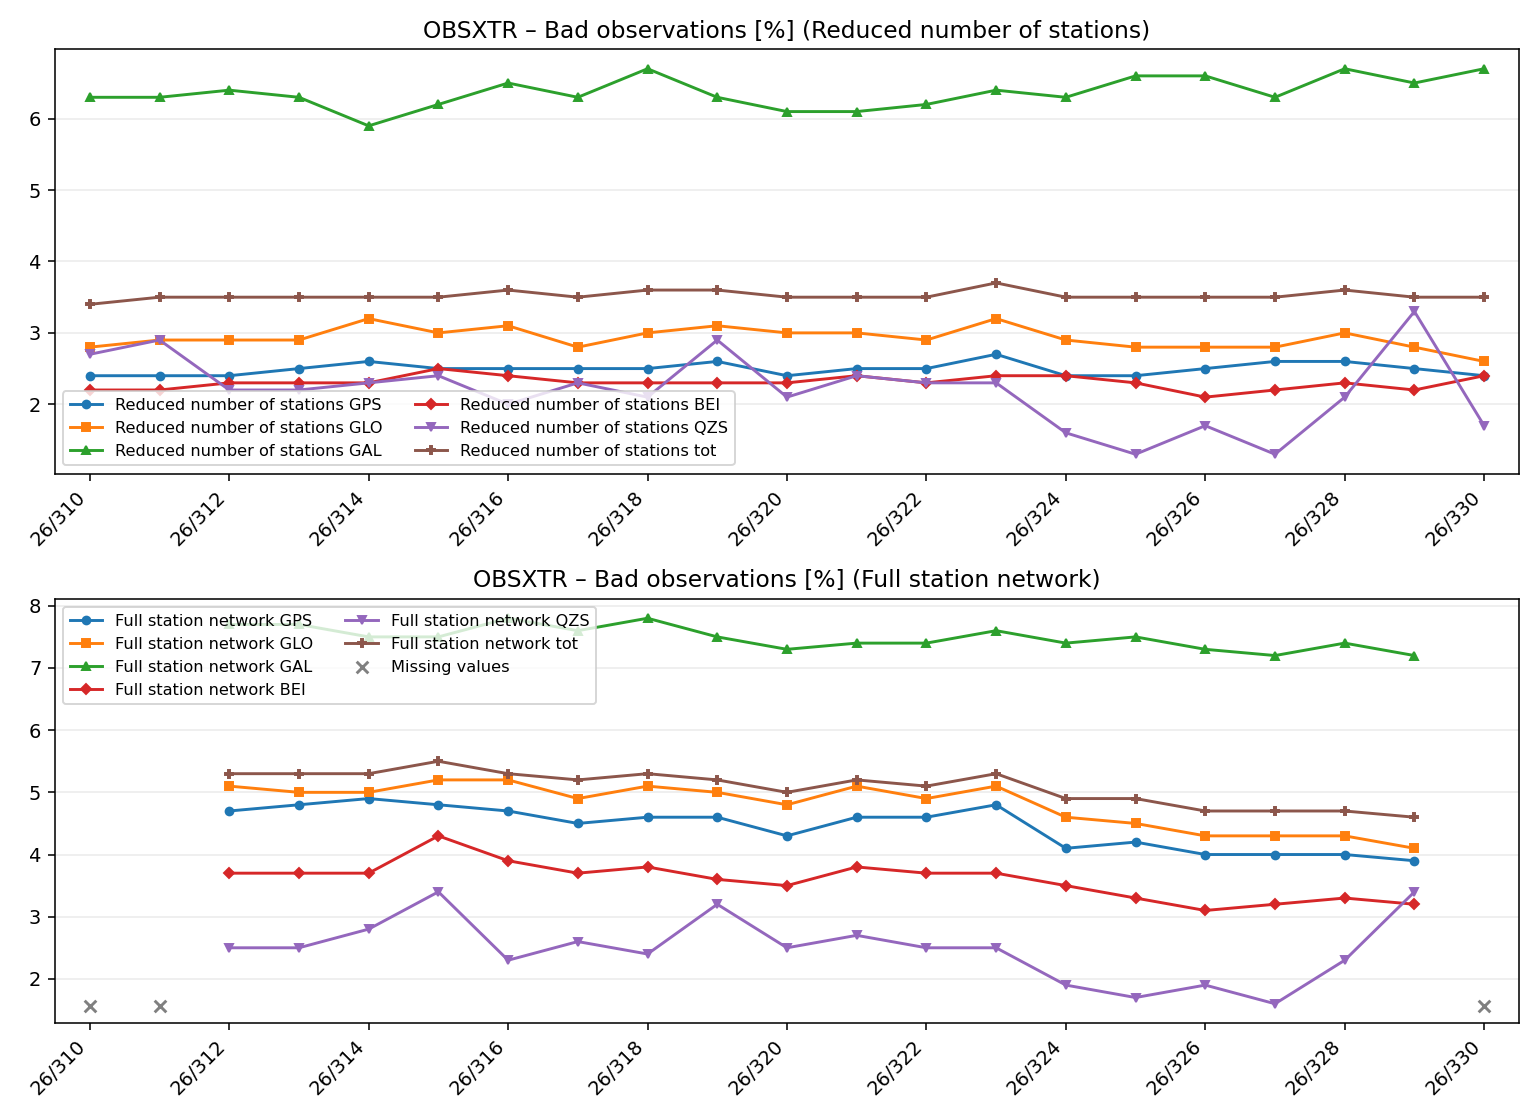 OBSXTR – Bad observations [%] (Reduced number of stations)
6
5
4
3
2
Reduced number of stations GPS
Reduced number of stations GLO
Reduced number of stations GAL
Reduced number of stations BEI
Reduced number of stations QZS
Reduced number of stations tot
26/310 26/312 26/314 26/316 26/318 26/320 26/322 26/324 26/326 26/328 26/330
OBSXTR – Bad observations [%] (Full station network)
8
7
6
5
4
3
2
Full station network GPS
Full station network GLO
Full station network GAL
Full station network BEI
Full station network QZS
Full station network tot
Missing values
26/310 26/312 26/314 26/316 26/318 26/320 26/322 26/324 26/326 26/328 26/330